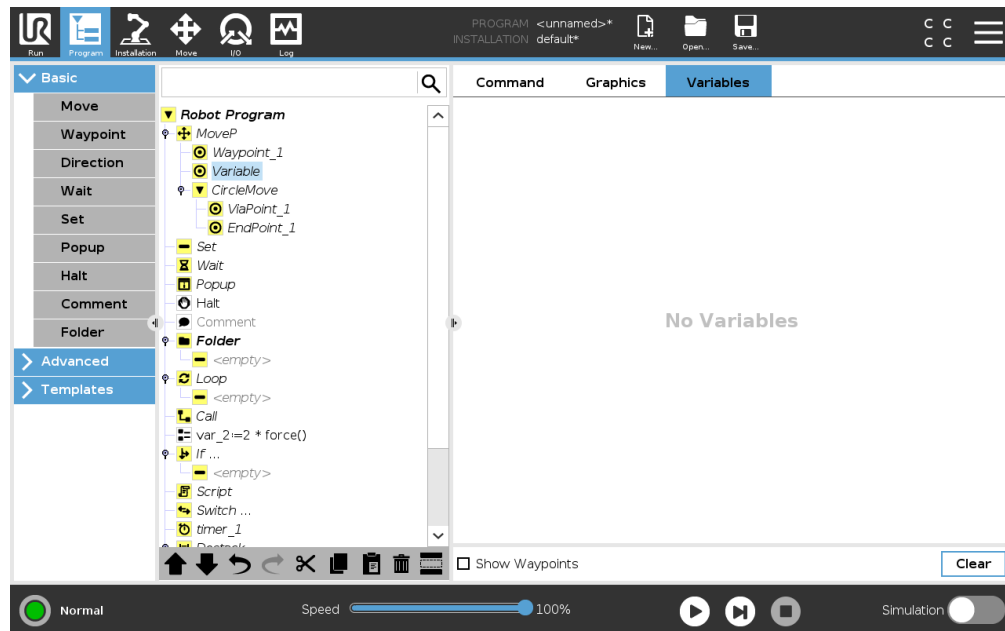 UR
PROGRAM <unnamed>*
INSTALLATION default*
Run Program Installation Move I/O Log New... Open... Save...
C C
C C
Basic
Move
Waypoint
Direction
Wait
Set
Popup
Halt
Comment
Folder
Advanced
Templates
Robot Program
MoveP
Waypoint_1
Variable
CircleMove
ViaPoint_1
EndPoint_1
Set
Wait
Popup
Halt
Comment
Folder
<empty>
Loop
<empty>
Call
var_2:=2 * force()
If ...
<empty>
Script
Switch ...
timer_1
Command Graphics Variables
No Variables
Show Waypoints Clear
Normal Speed 100% Simulation